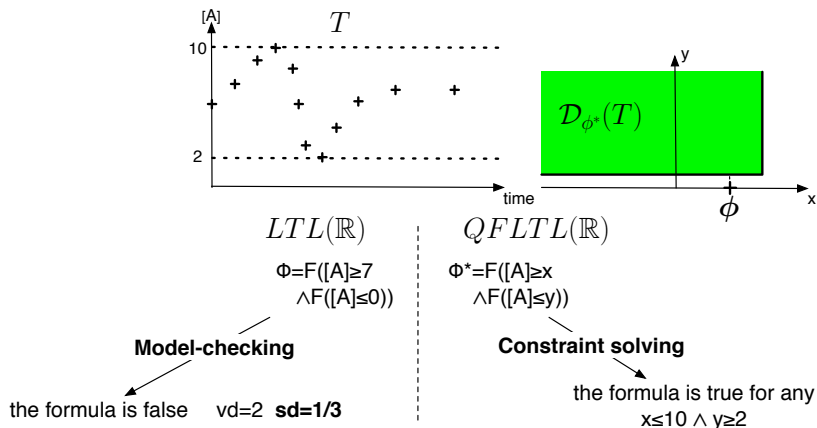 [A]
T
10
2
time
y
𝒟_ϕ*(T)
x
ϕ
LTL(ℝ)
QFLTL(ℝ)
Φ=F([A]≥7
∧F([A]≤0))
Φ*=F([A]≥x
∧F([A]≤y))
Model-checking
Constraint solving
the formula is false vd=2 sd=1/3
the formula is true for any
x≤10 ∧ y≥2